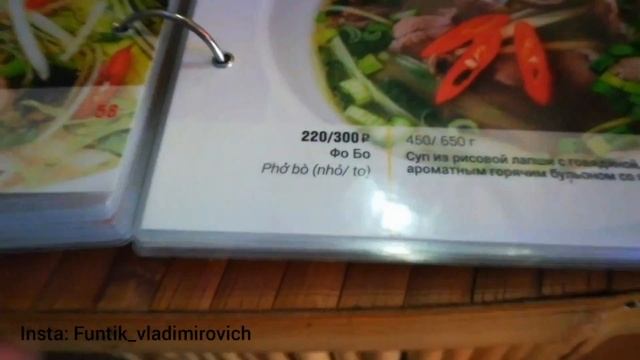 58
220/300 ₽
Фо Бо
Phở bò (nhỏ/ to)
450/ 650 г
Суп из рисовой лапши с говядиной
ароматным горячим бульоном со
Insta: Funtik_vladimirovich